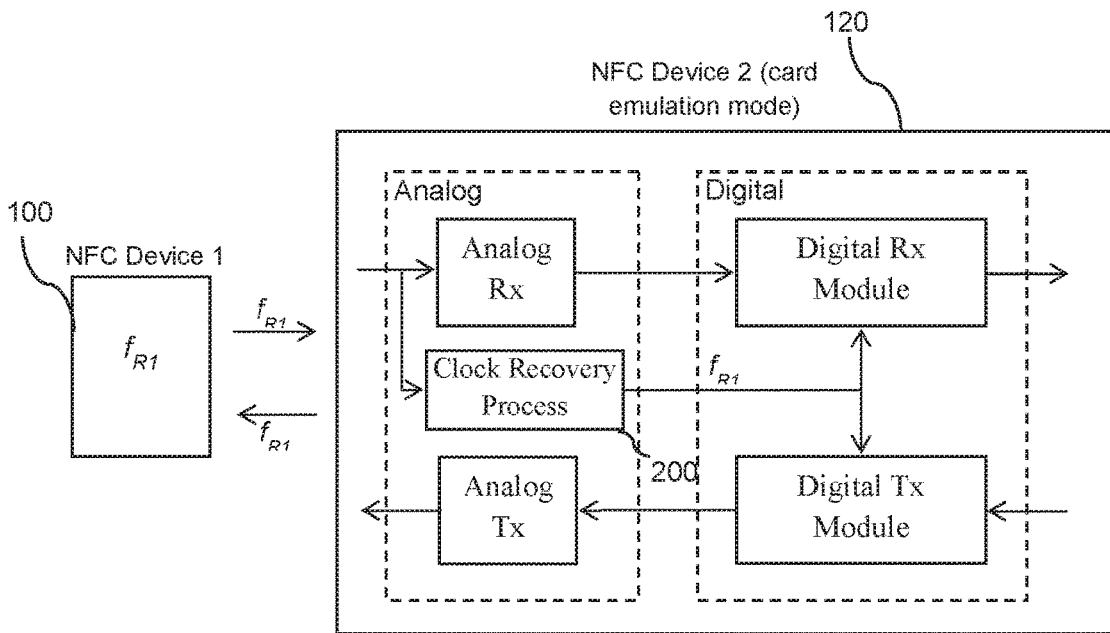 120
NFC Device 2 (card
emulation mode)
100
NFC Device 1
f_R1
f_R1
f_R1
Analog
Analog
Rx
Clock Recovery
Process
200
Analog
Tx
Digital
Digital Rx
Module
f_R1
Digital Tx
Module